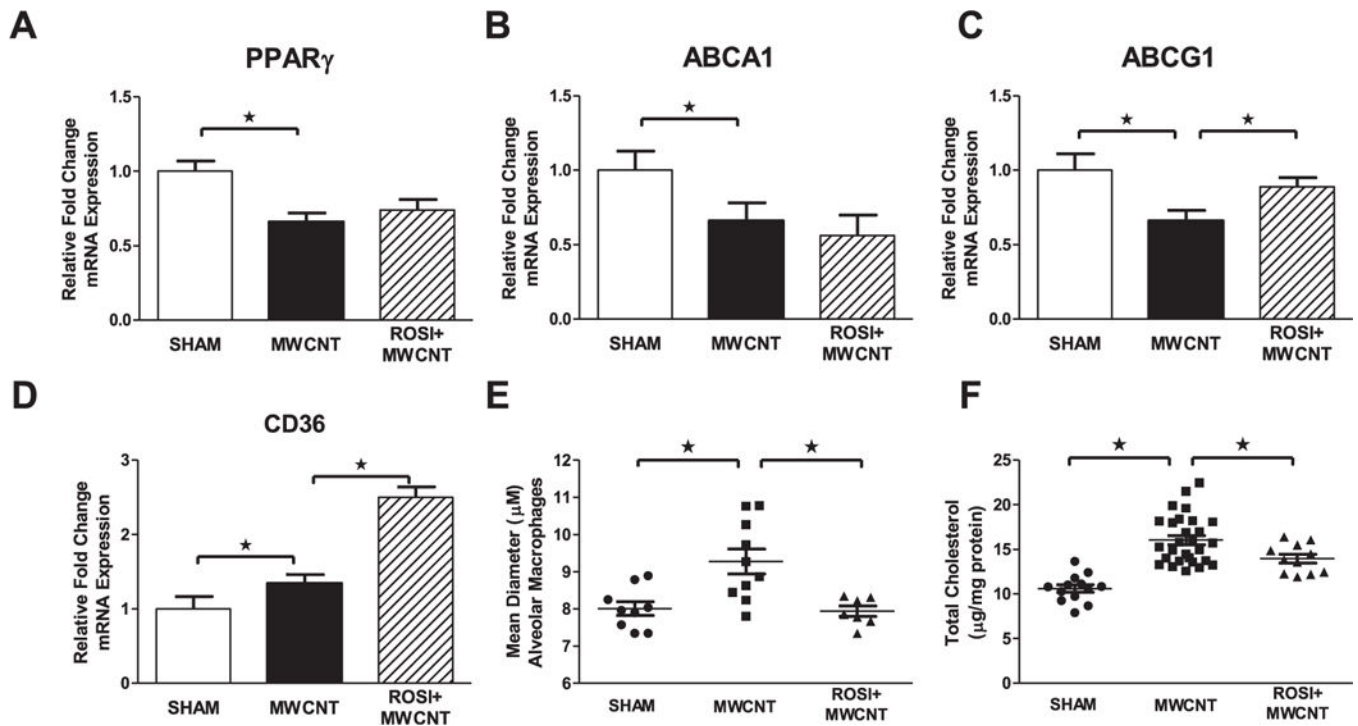 A
PPARγ
Relative Fold Change
mRNA Expression
1.5
1.0
0.5
0.0
★
SHAM
MWCNT
ROSI+
MWCNT
B
ABCA1
Relative Fold Change
mRNA Expression
1.5
1.0
0.5
0.0
★
SHAM
MWCNT
ROSI+
MWCNT
C
ABCG1
Relative Fold Change
mRNA Expression
1.5
1.0
0.5
0.0
★
★
SHAM
MWCNT
ROSI+
MWCNT
D
CD36
Relative Fold Change
mRNA Expression
3
2
1
0
★
★
SHAM
MWCNT
ROSI+
MWCNT
E
Mean Diameter (μM)
Alveolar Macrophages
12
11
10
9
8
7
6
★
★
SHAM
MWCNT
ROSI+
MWCNT
F
Total Cholesterol
(μg/mg protein)
25
20
15
10
5
0
★
★
SHAM
MWCNT
ROSI+
MWCNT